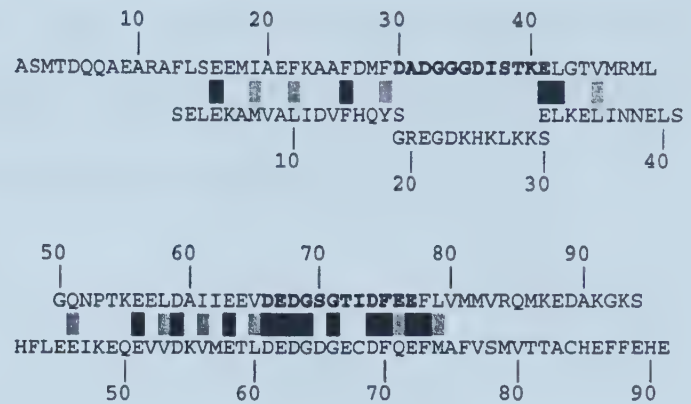 10 20 30 40
ASMTDQQAEARAFLSEEMIAEFKAAFDMFDADGGGDISTKELGTVMRML
SELEKAMVALIDVFHQYS ELKELINNELS
10 GREGDKHKLKKS 40
20 30
50 60 70 80 90
GQNPTKEELDAIIEEVDEDGSGTIDFEEFLVMMVRQMKEDAKGKS
HFLEEIKEQEVVDKVMETLDEDGDGECDFQEFMAFVSMVTTACHEFFEHE
50 60 70 80 90